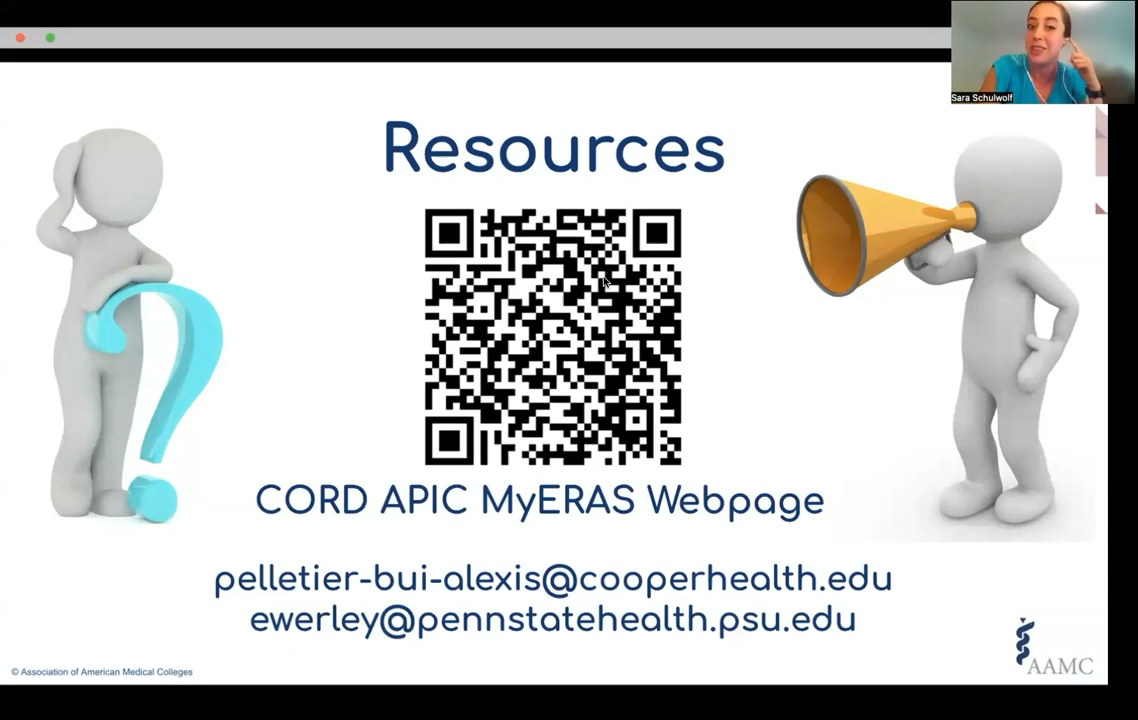 Sara Schulwolf
Resources
CORD APIC MyERAS Webpage
pelletier-bui-alexis@cooperhealth.edu
ewerley@pennstatehealth.psu.edu
© Association of American Medical Colleges
AAMC